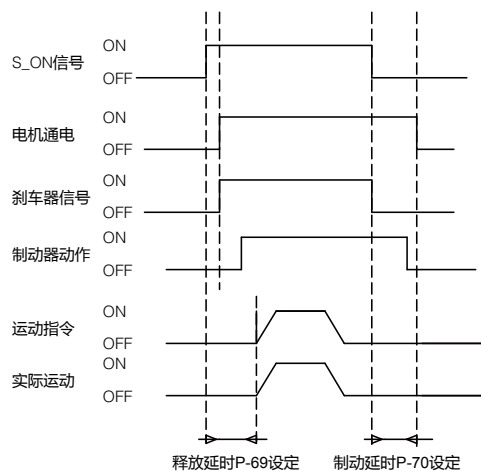 ON
S_ON信号
OFF
ON
电机通电
OFF
ON
刹车器信号
OFF
ON
制动器动作
OFF
ON
运动指令
OFF
ON
实际运动
OFF
释放延时P-69设定
制动延时P-70设定